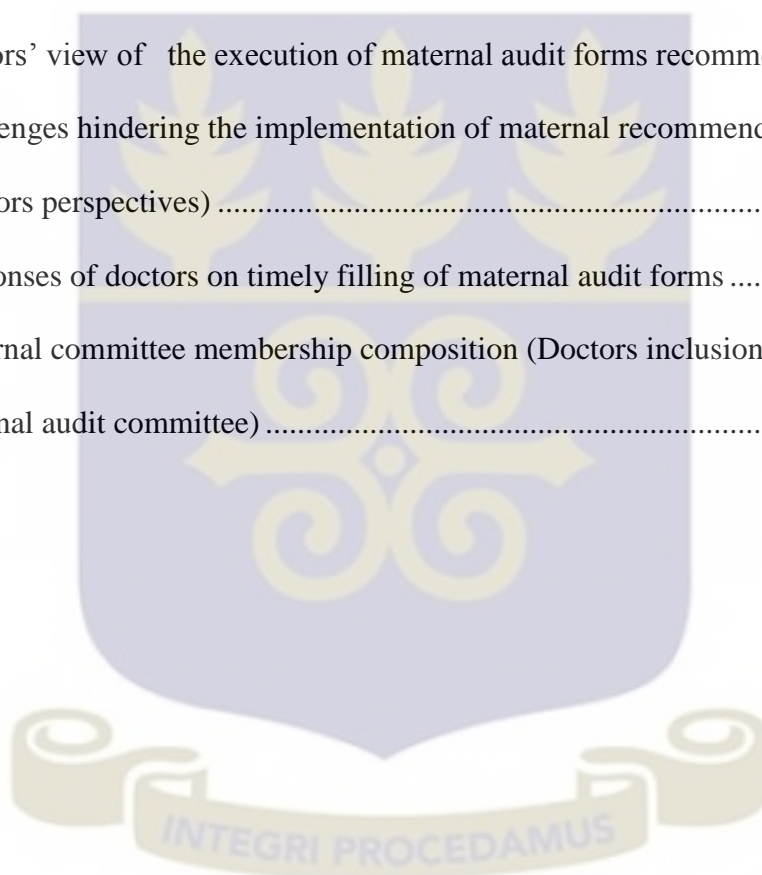 ors’ view of the execution of maternal audit forms recomm
enges hindering the implementation of maternal recommend
ors perspectives) ............................................................
onses of doctors on timely filling of maternal audit forms ....
rnal committee membership composition (Doctors inclusion
nal audit committee) ......................................................
INTEGRI PROCEDAMUS